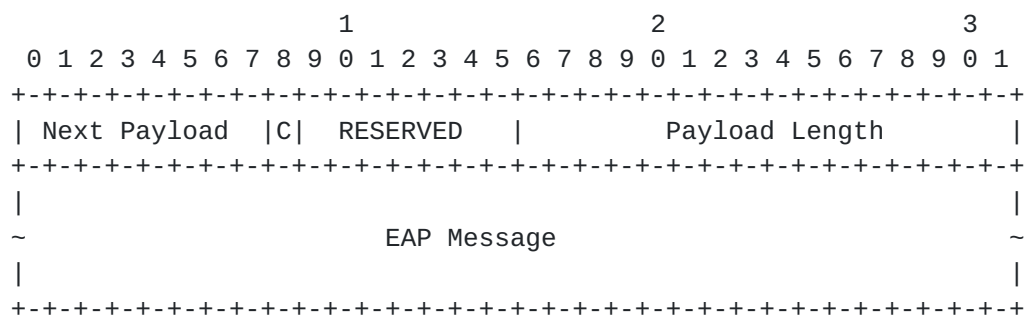 1                   2                   3
 0 1 2 3 4 5 6 7 8 9 0 1 2 3 4 5 6 7 8 9 0 1 2 3 4 5 6 7 8 9 0 1
+-+-+-+-+-+-+-+-+-+-+-+-+-+-+-+-+-+-+-+-+-+-+-+-+-+-+-+-+-+-+-+-+
| Next Payload  |C|  RESERVED   |         Payload Length        |
+-+-+-+-+-+-+-+-+-+-+-+-+-+-+-+-+-+-+-+-+-+-+-+-+-+-+-+-+-+-+-+-+
|                                                               |
~                       EAP Message                             ~
|                                                               |
+-+-+-+-+-+-+-+-+-+-+-+-+-+-+-+-+-+-+-+-+-+-+-+-+-+-+-+-+-+-+-+-+